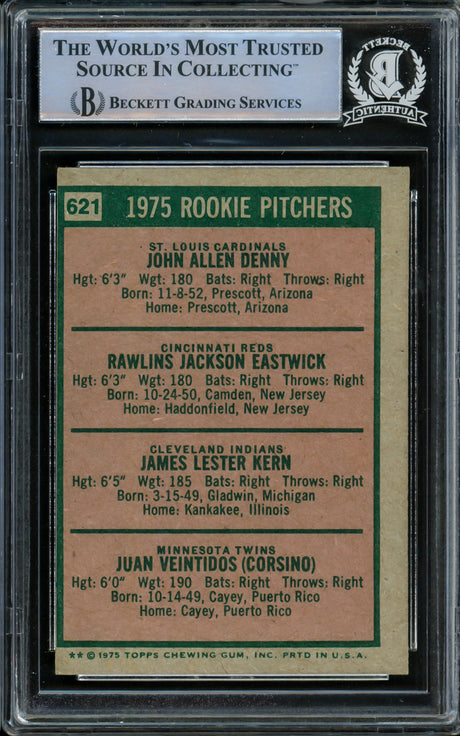 THE WORLD'S MOST TRUSTED
SOURCE IN COLLECTING™
B BECKETT GRADING SERVICES
BECKETT
B
AUTHENTIC
621 1975 ROOKIE PITCHERS
ST. LOUIS CARDINALS
JOHN ALLEN DENNY
Hgt: 6'3" Wgt: 180 Bats: Right Throws: Right
Born: 11-8-52, Prescott, Arizona
Home: Prescott, Arizona
CINCINNATI REDS
RAWLINS JACKSON EASTWICK
Hgt: 6'3" Wgt: 180 Bats: Right Throws: Right
Born: 10-24-50, Camden, New Jersey
Home: Haddonfield, New Jersey
CLEVELAND INDIANS
JAMES LESTER KERN
Hgt: 6'5" Wgt: 185 Bats: Right Throws: Right
Born: 3-15-49, Gladwin, Michigan
Home: Kankakee, Illinois
MINNESOTA TWINS
JUAN VEINTIDOS (CORSINO)
Hgt: 6'0" Wgt: 190 Bats: Right Throws: Right
Born: 10-14-49, Cayey, Puerto Rico
Home: Cayey, Puerto Rico
** © 1975 TOPPS CHEWING GUM, INC. PRTD IN U.S.A.